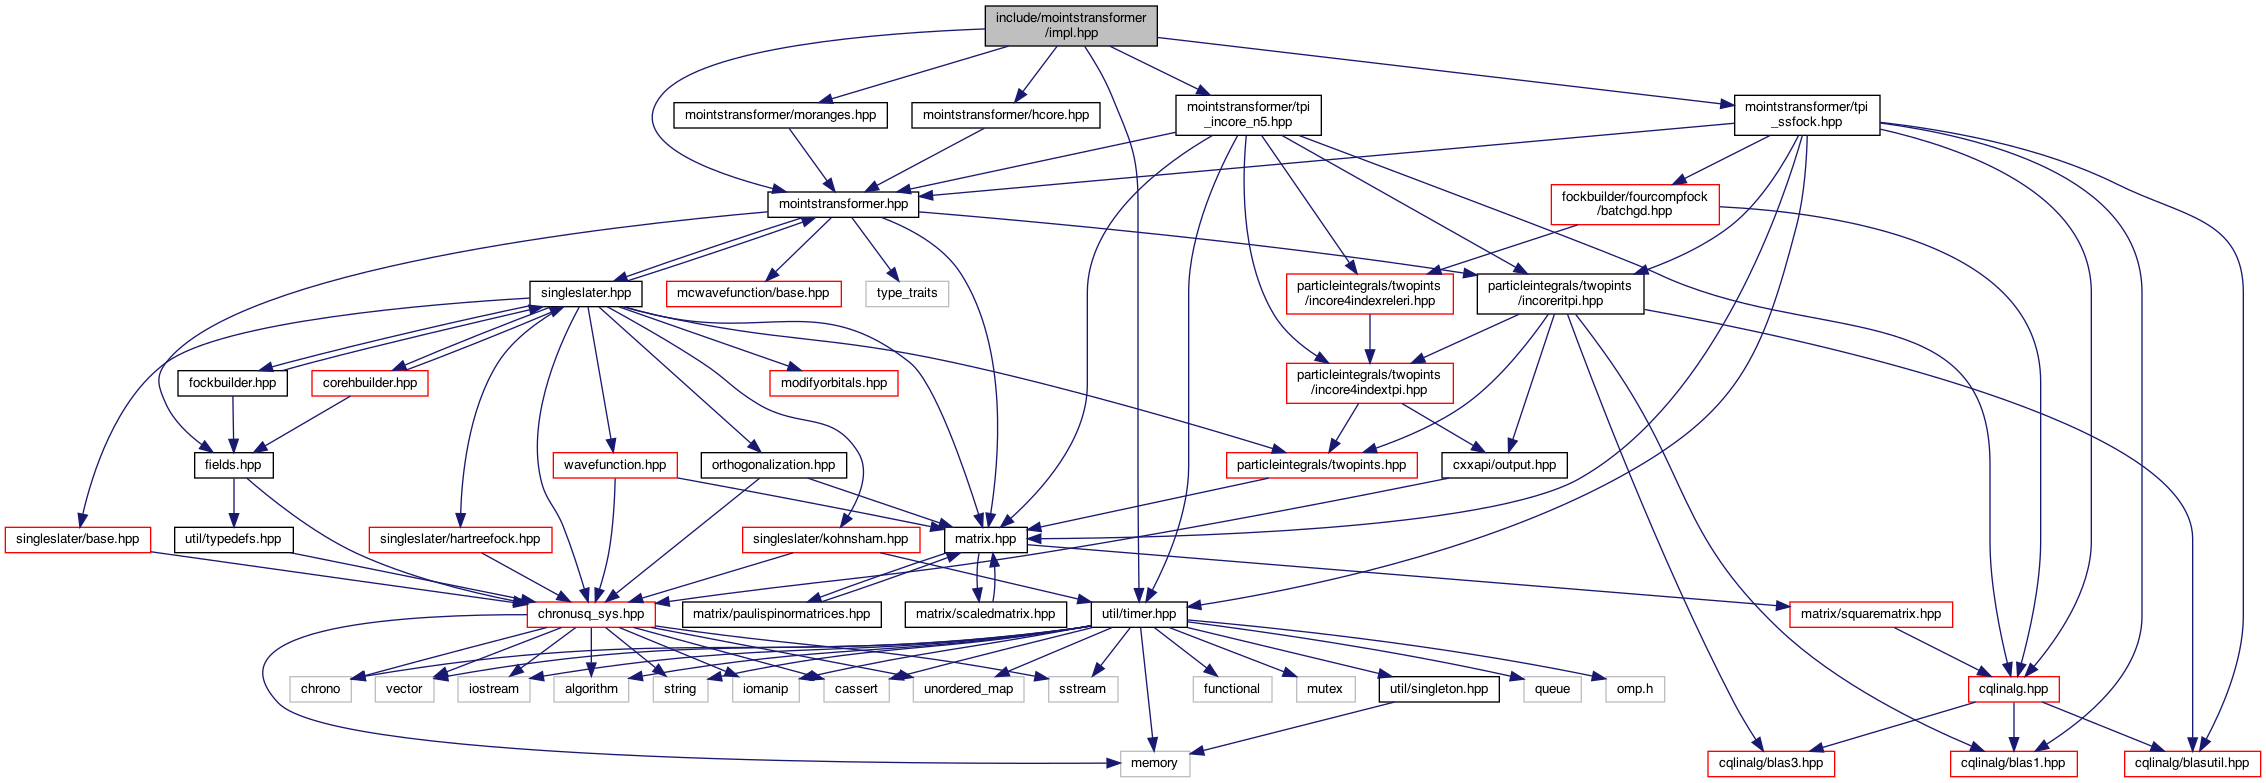 include/mointstransformer
/impl.hpp
mointstransformer/moranges.hpp
mointstransformer/hcore.hpp
mointstransformer/tpi
_incore_n5.hpp
mointstransformer/tpi
_ssfock.hpp
mointstransformer.hpp
fockbuilder/fourcompfock
/batchgd.hpp
singleslater.hpp
mcwavefunction/base.hpp
type_traits
particleintegrals/twopints
/incore4indexreleri.hpp
particleintegrals/twopints
/incoreritpi.hpp
fockbuilder.hpp
corehbuilder.hpp
modifyorbitals.hpp
particleintegrals/twopints
/incore4indextpi.hpp
fields.hpp
wavefunction.hpp
orthogonalization.hpp
particleintegrals/twopints.hpp
cxxapi/output.hpp
singleslater/base.hpp
util/typedefs.hpp
singleslater/hartreefock.hpp
singleslater/kohnsham.hpp
matrix.hpp
chronusq_sys.hpp
matrix/paulispinormatrices.hpp
matrix/scaledmatrix.hpp
util/timer.hpp
matrix/squarematrix.hpp
chrono
vector
iostream
algorithm
string
iomanip
cassert
unordered_map
sstream
functional
mutex
util/singleton.hpp
queue
omp.h
cqlinalg.hpp
memory
cqlinalg/blas3.hpp
cqlinalg/blas1.hpp
cqlinalg/blasutil.hpp